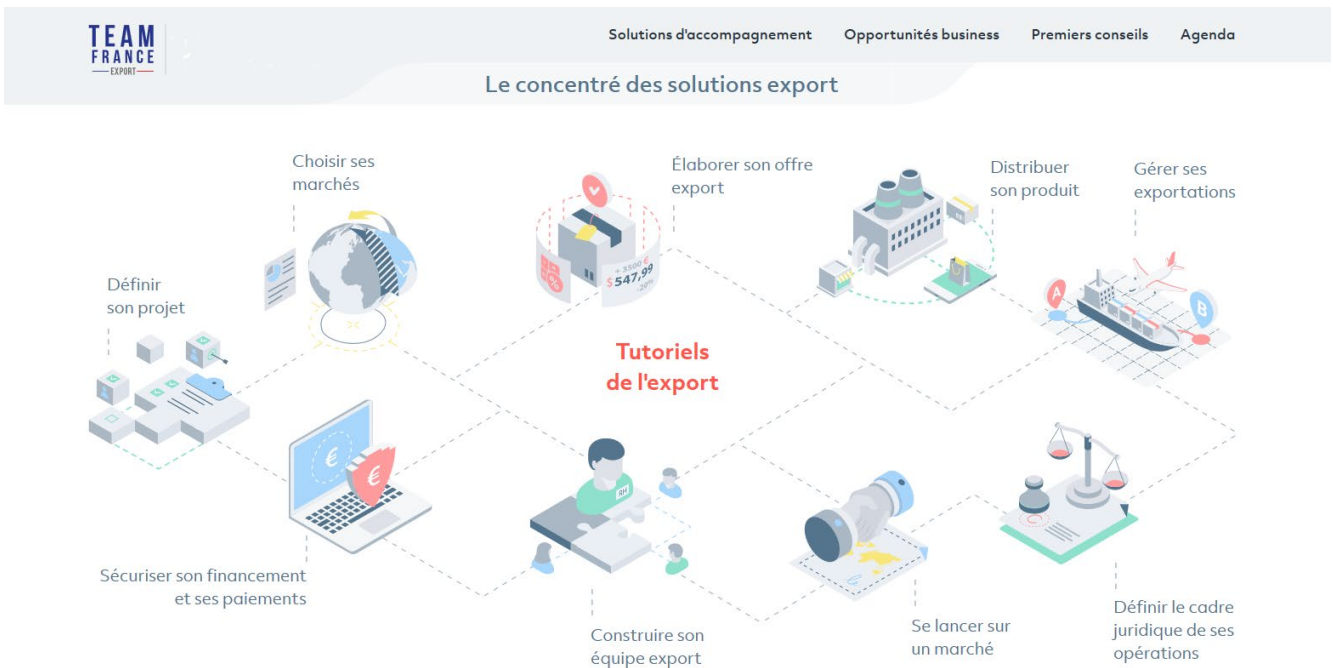 TEAM
FRANCE
EXPORT
Solutions d'accompagnement
Opportunités business
Premiers conseils
Agenda
Le concentré des solutions export
Choisir ses
marchés
Élaborer son offre
export
Distribuer
son produit
Gérer ses
exportations
Définir
son projet
+ 3500 €
$ 547,99
-20%
%
A
B
Tutoriels
de l'export
€
€
RH
Sécuriser son financement
et ses paiements
Construire son
équipe export
Se lancer sur
un marché
Définir le cadre
juridique de ses
opérations